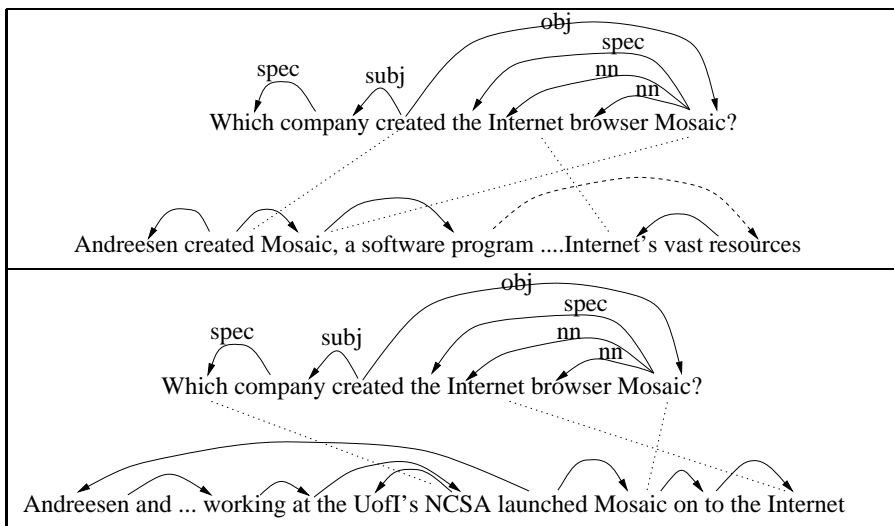 obj
spec
nn
spec
subj
nn
Which company created the Internet browser Mosaic?
Andreesen created Mosaic, a software program ....Internet's vast resources
obj
spec
nn
spec
subj
nn
Which company created the Internet browser Mosaic?
Andreesen and ... working at the UofI's NCSA launched Mosaic on to the Internet